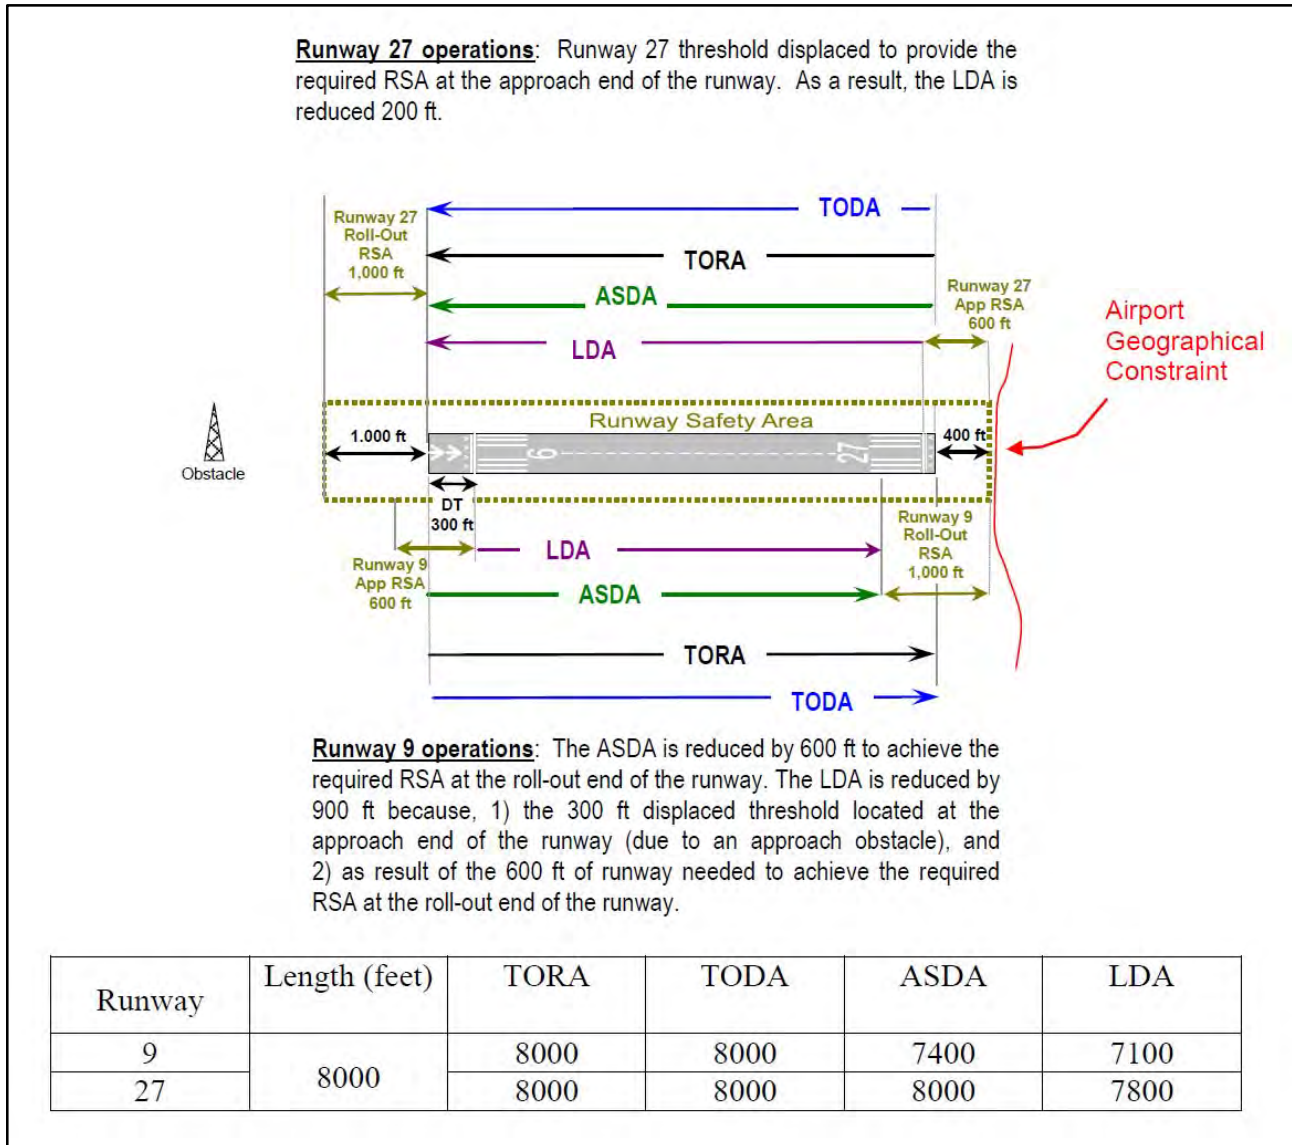 Runway 27 operations: Runway 27 threshold displaced to provide the
required RSA at the approach end of the runway. As a result, the LDA is
reduced 200 ft.
TODA
Runway 27
Roll-Out
RSA
1,000 ft
TORA
ASDA
Runway 27
App RSA
600 ft
LDA
Airport
Geographical
Constraint
Runway Safety Area
1.000 ft
9
27
400 ft
Obstacle
DT
300 ft
LDA
Runway 9
Roll-Out
RSA
1,000 ft
Runway 9
App RSA
600 ft
ASDA
TORA
TODA
Runway 9 operations: The ASDA is reduced by 600 ft to achieve the
required RSA at the roll-out end of the runway. The LDA is reduced by
900 ft because, 1) the 300 ft displaced threshold located at the
approach end of the runway (due to an approach obstacle), and
2) as result of the 600 ft of runway needed to achieve the required
RSA at the roll-out end of the runway.
Runway Length (feet) TORA TODA ASDA LDA
9 8000 8000 8000 7400 7100
27 8000 8000 8000 7800